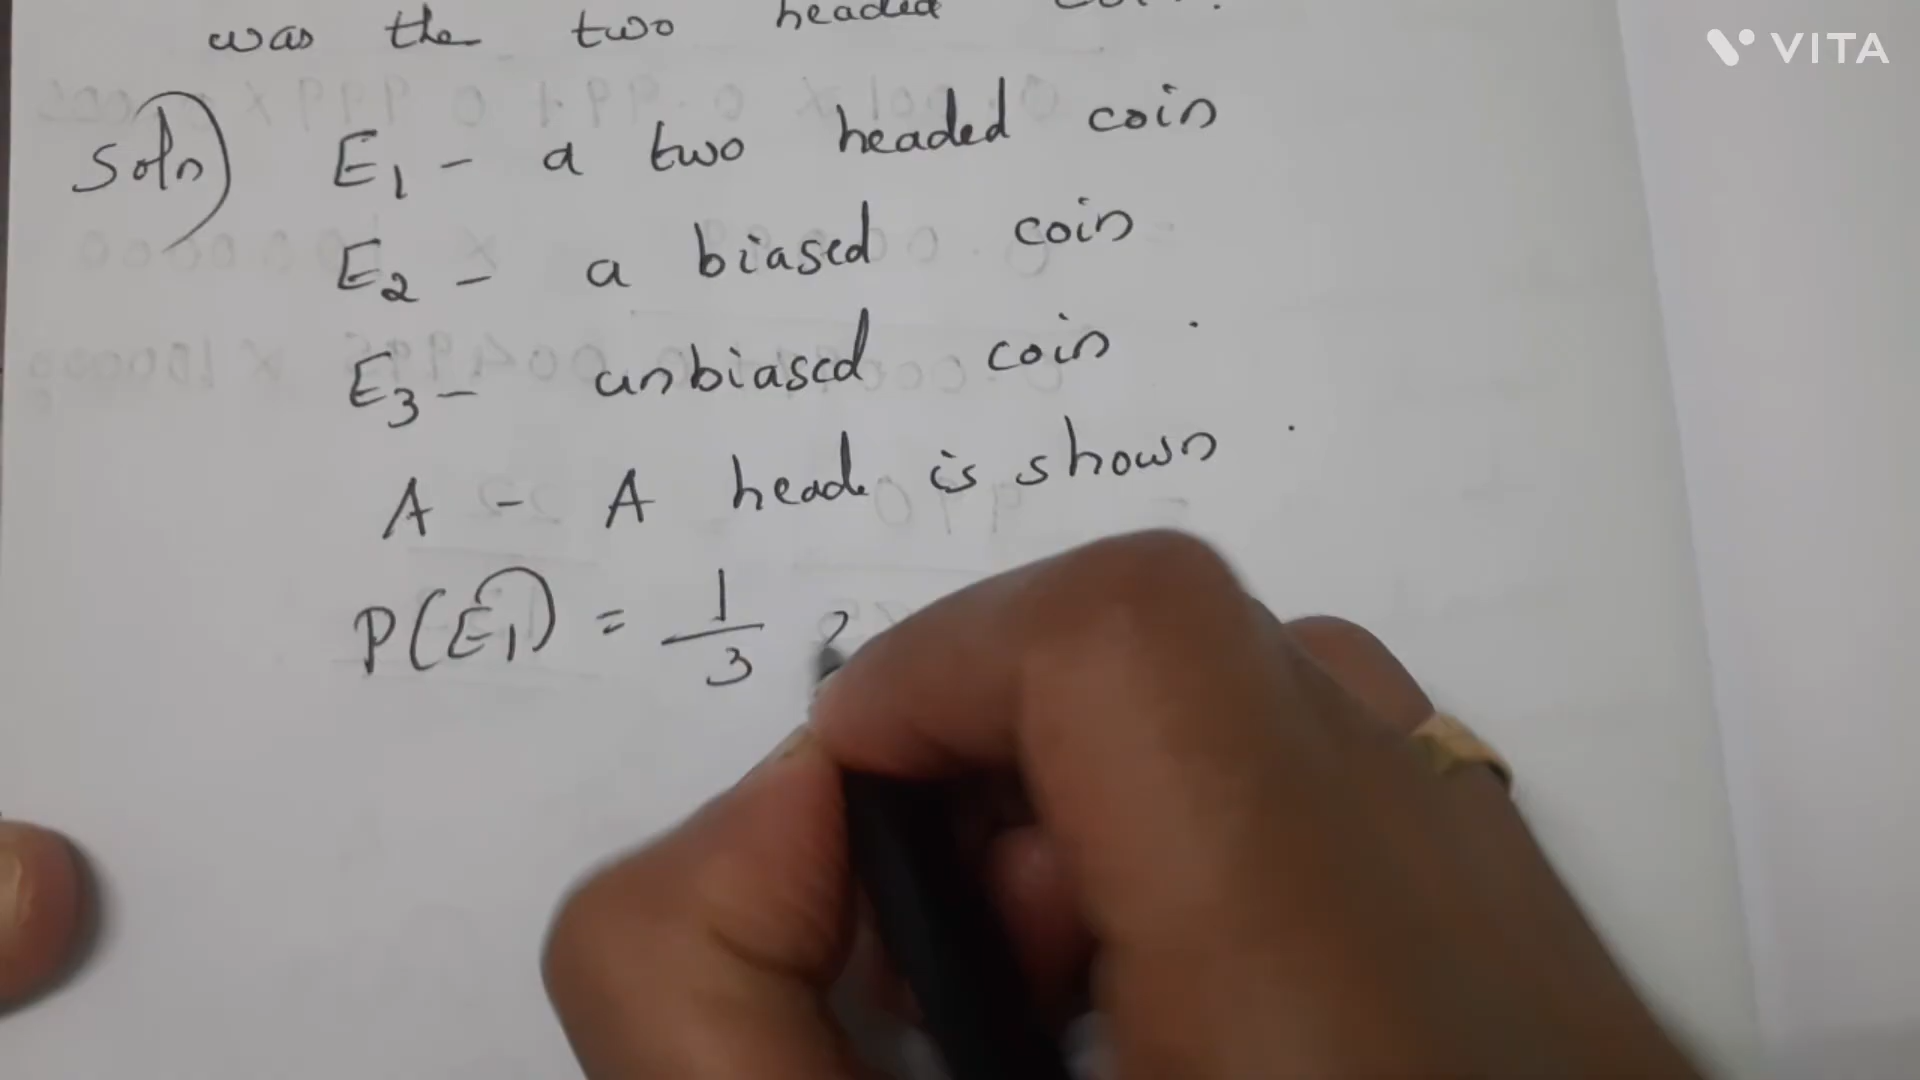 was the two headed
VITA
Soln) E1 - a two headed coin
E2 - a biased coin
E3 - unbiased coin.
A - A head is shown.
P(E1) = 1/3